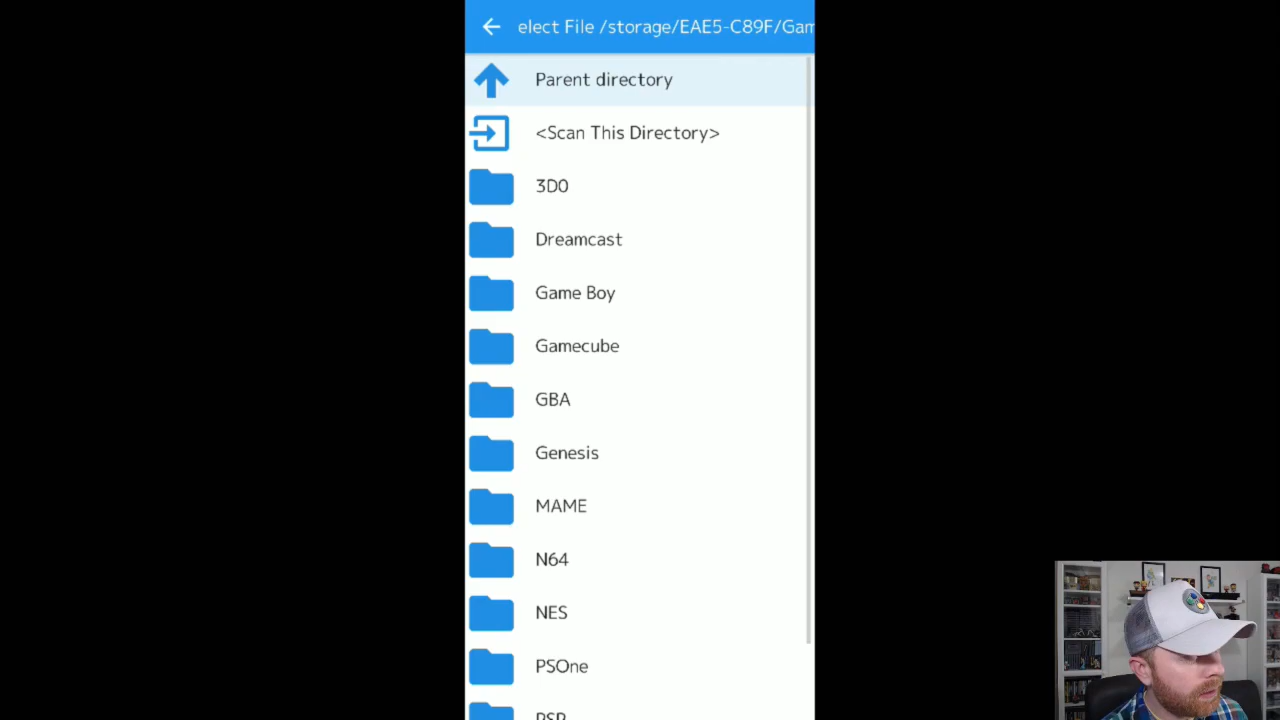 elect File /storage/EAE5-C89F/Gam
Parent directory
<Scan This Directory>
3DO
Dreamcast
Game Boy
Gamecube
GBA
Genesis
MAME
N64
NES
PSOne
PSP